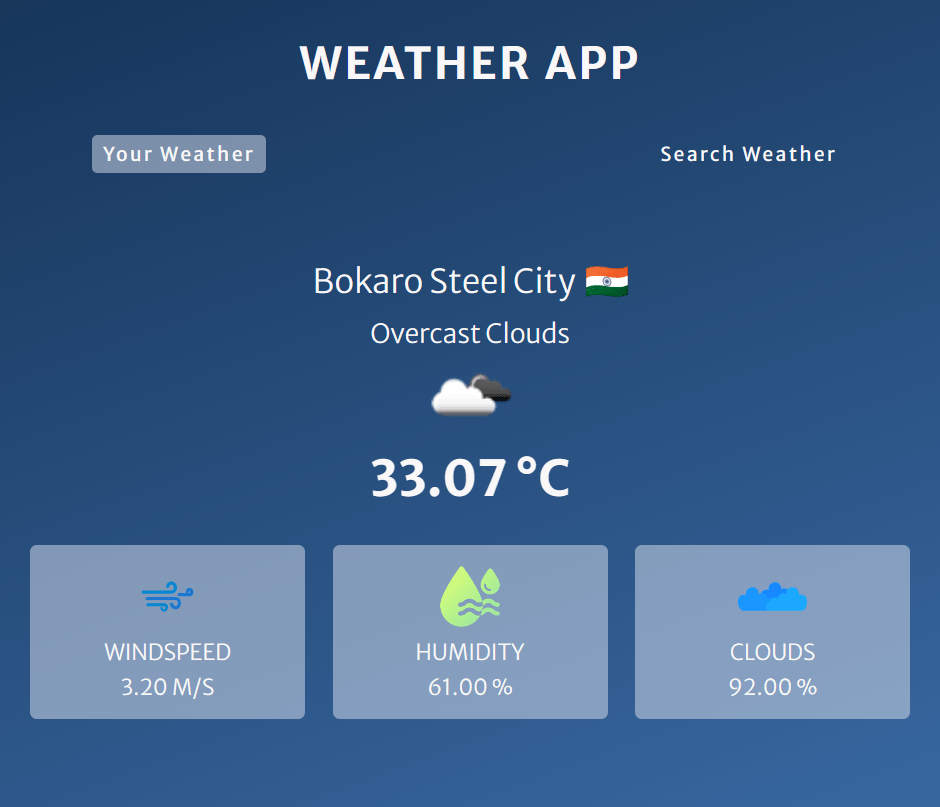 WEATHER APP
Your Weather
Search Weather
Bokaro Steel City
Overcast Clouds
33.07 °C
WINDSPEED
3.20 M/S
HUMIDITY
61.00 %
CLOUDS
92.00 %